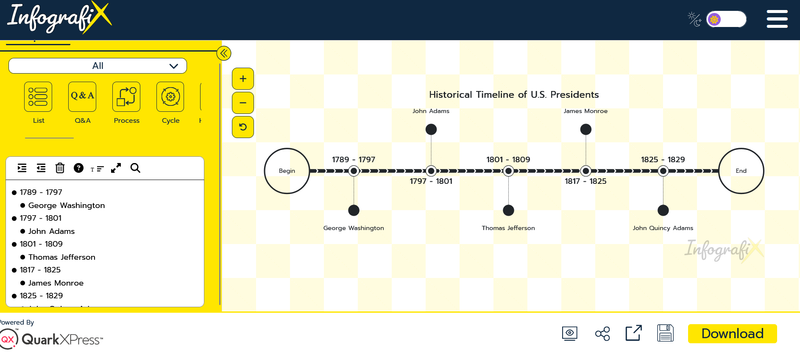 InfografiX
All
List
Q&A
Q&A
Process
Cycle
1789 - 1797
George Washington
1797 - 1801
John Adams
1801 - 1809
Thomas Jefferson
1817 - 1825
James Monroe
1825 - 1829
Historical Timeline of U.S. Presidents
John Adams
James Monroe
1789 - 1797
1801 - 1809
1825 - 1829
Begin
End
1797 - 1801
1817 - 1825
George Washington
Thomas Jefferson
John Quincy Adams
InfografiX
Powered By
QX QuarkXPress™
Download